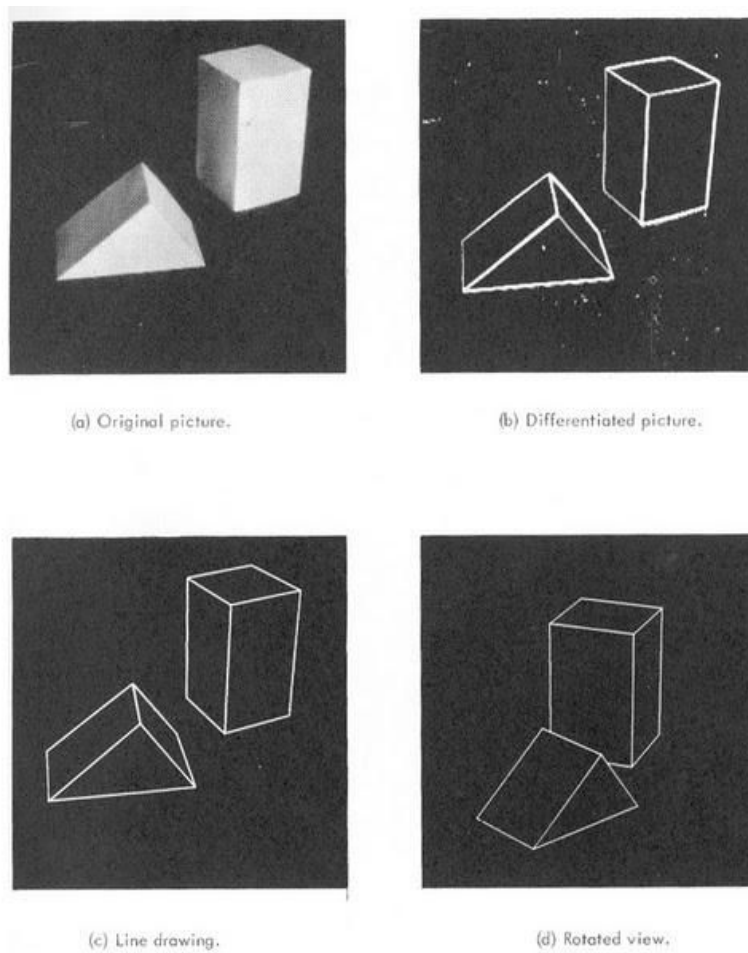 (a) Original picture.
(b) Differentiated picture.
(c) Line drawing.
(d) Rotated view.